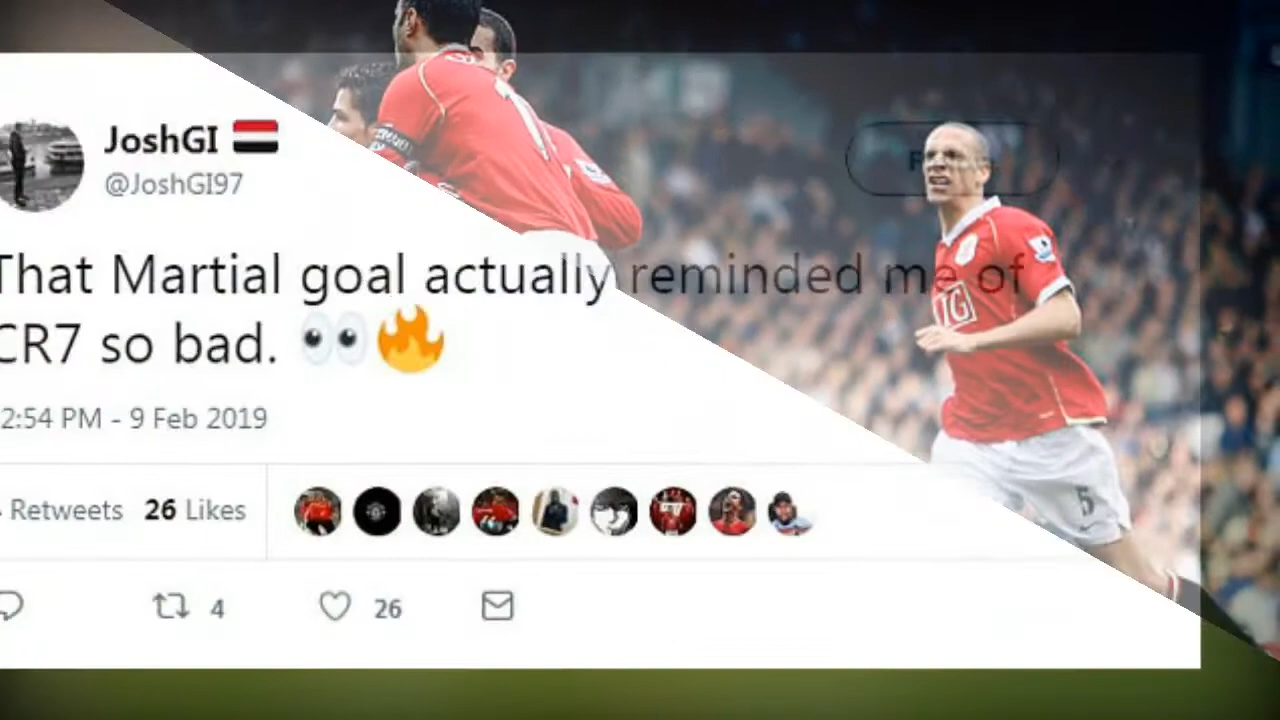 JoshGI
@JoshGI97
That Martial goal actually reminded me of
CR7 so bad. 👀🔥
2:54 PM - 9 Feb 2019
Retweets 26 Likes
4 26
5